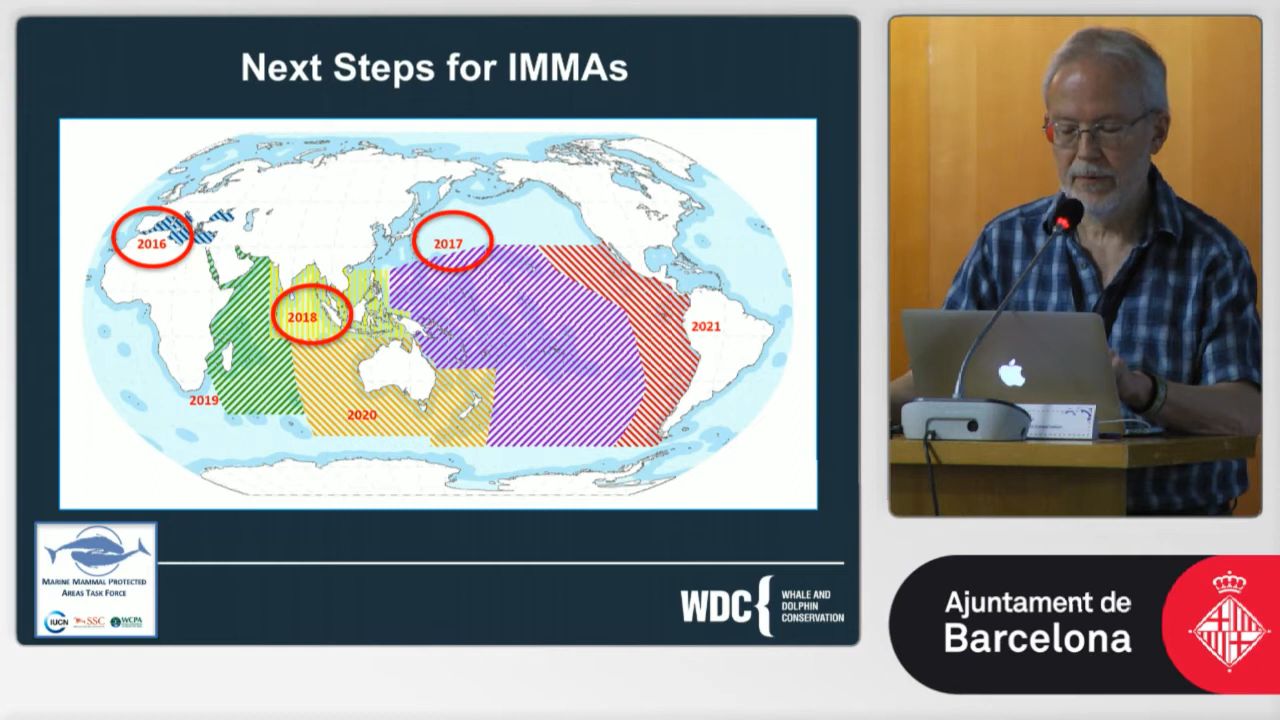 Next Steps for IMMAs
2016
2017
2018
2021
2019
2020
MARINE MAMMAL PROTECTED
AREAS TASK FORCE
IUCN SSC WCPA
WDC
WHALE AND
DOLPHIN
CONSERVATION
Ajuntament de
Barcelona